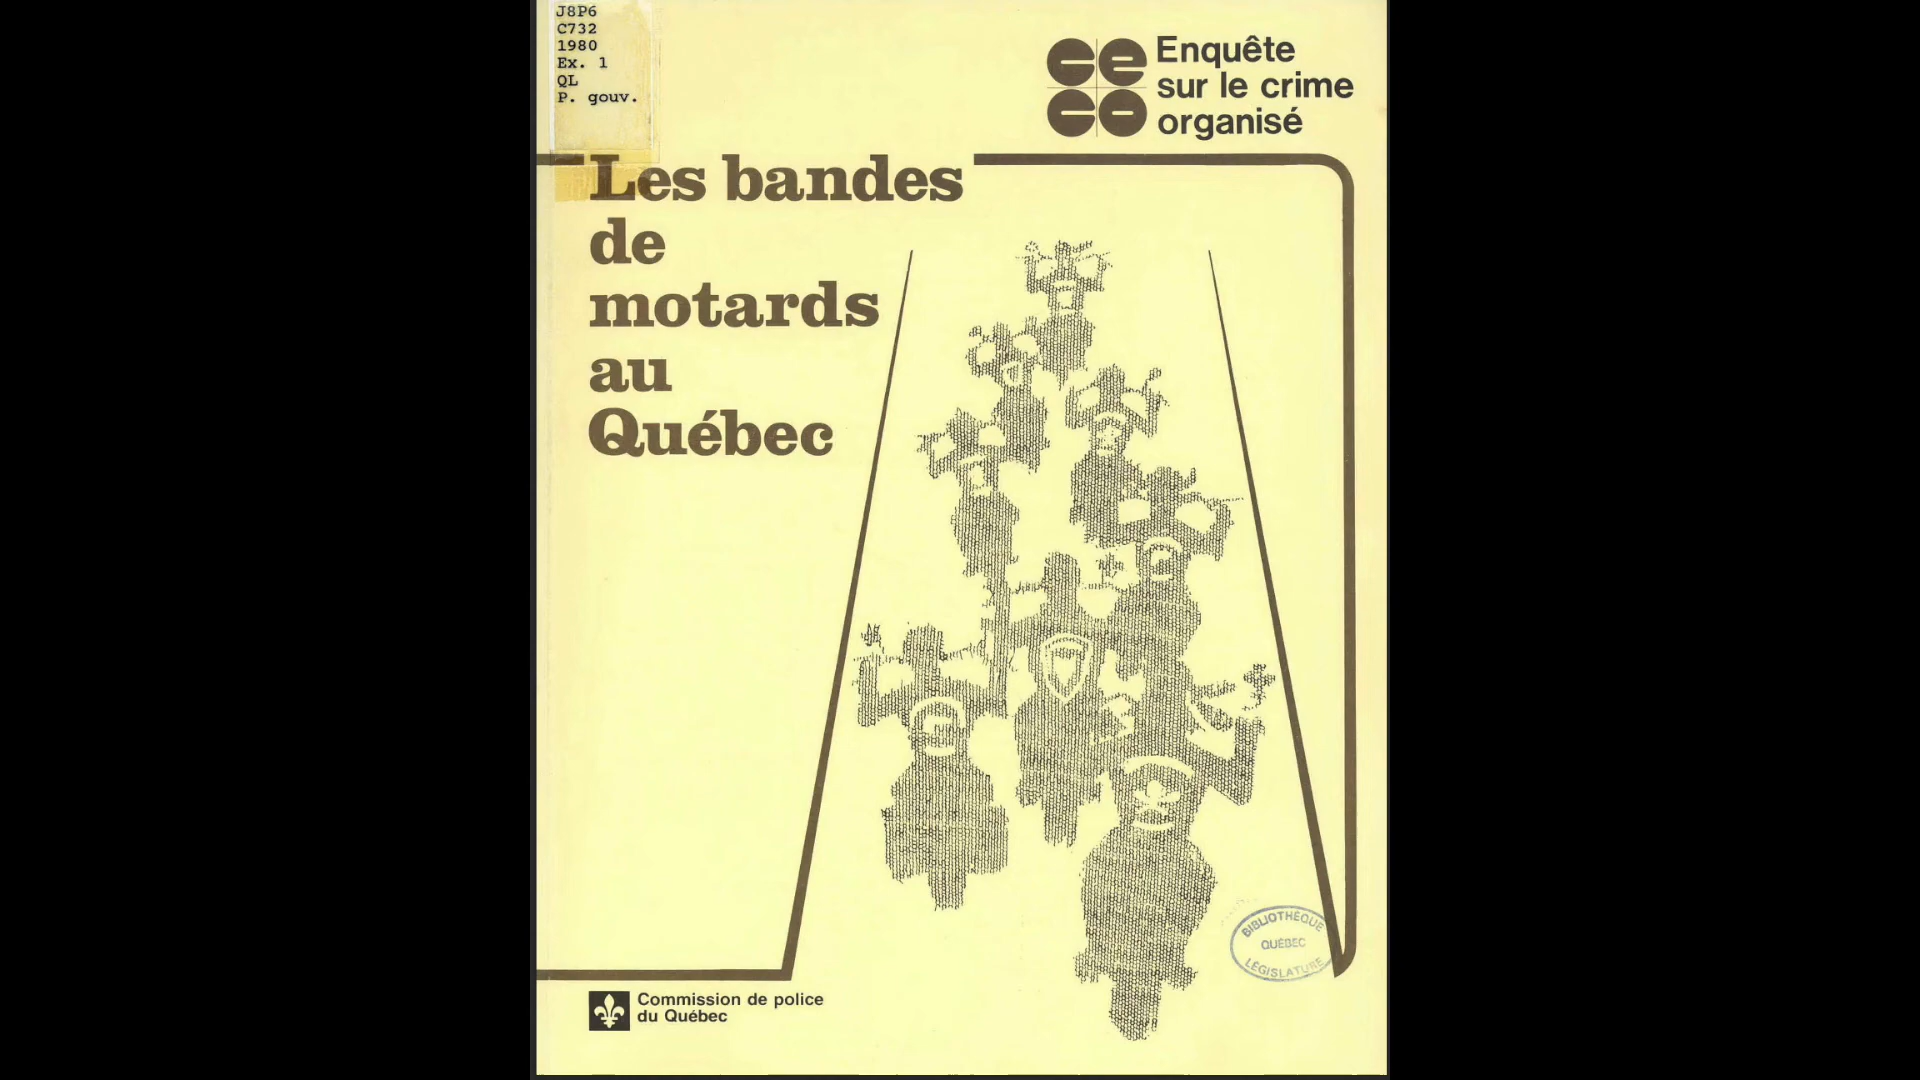 J8P6
C732
1980
Ex. 1
QL
P. gouv.
ceco
Enquête
sur le crime
organisé
Les bandes
de
motards
au
Québec
BIBLIOTHÈQUE
QUÉBEC
LÉGISLATURE
Commission de police
du Québec